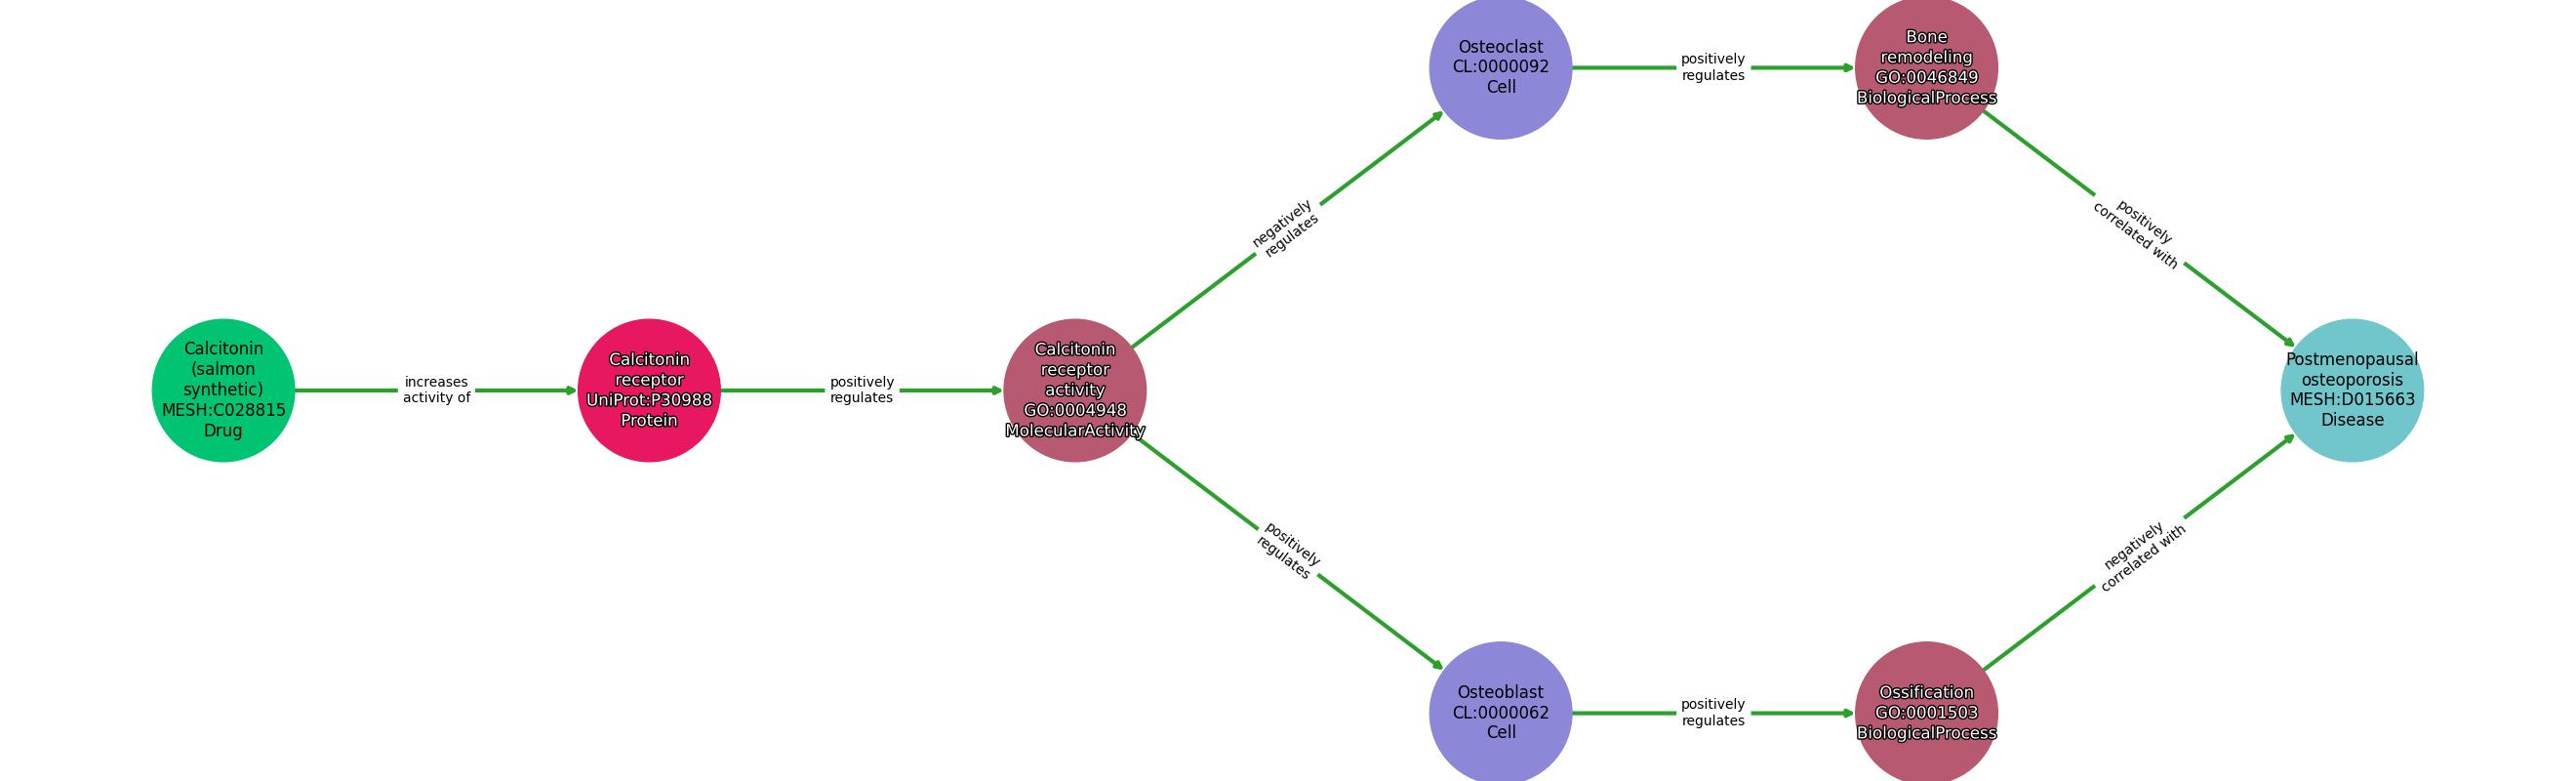 Calcitonin
(salmon
synthetic)
MESH:C028815
Drug
increases
activity of
Calcitonin
receptor
UniProt:P30988
Protein
positively
regulates
Calcitonin
receptor
activity
GO:0004948
MolecularActivity
negatively
regulates
Osteoclast
CL:0000092
Cell
positively
regulates
Bone
remodeling
GO:0046849
BiologicalProcess
positively
correlated with
positively
regulates
Osteoblast
CL:0000062
Cell
positively
regulates
Ossification
GO:0001503
BiologicalProcess
negatively
correlated with
Postmenopausal
osteoporosis
MESH:D015663
Disease